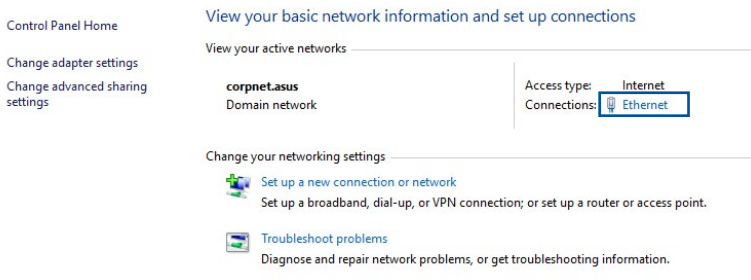 View your basic network information and set up connections
Control Panel Home
View your active networks
Change adapter settings
Change advanced sharing
settings
corpnet.asus
Domain network
Access type: Internet
Connections: Ethernet
Change your networking settings
Set up a new connection or network
Set up a broadband, dial-up, or VPN connection; or set up a router or access point.
Troubleshoot problems
Diagnose and repair network problems, or get troubleshooting information.